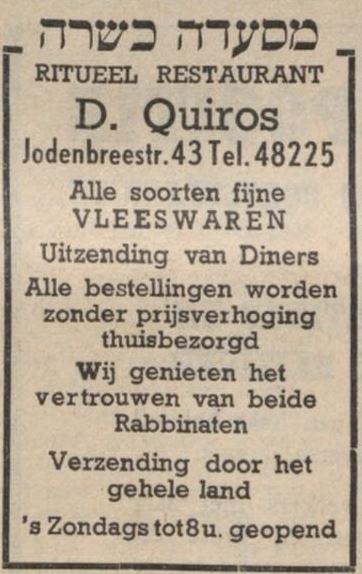 מסעדה כשרה
RITUEEL RESTAURANT
D. Quiros
Jodenbreestr. 43 Tel. 48225
Alle soorten fijne
VLEESWAREN
Uitzending van Diners
Alle bestellingen worden
zonder prijsverhoging
thuisbezorgd
Wij genieten het
vertrouwen van beide
Rabbinaten
Verzending door het
gehele land
's Zondags tot 8 u. geopend